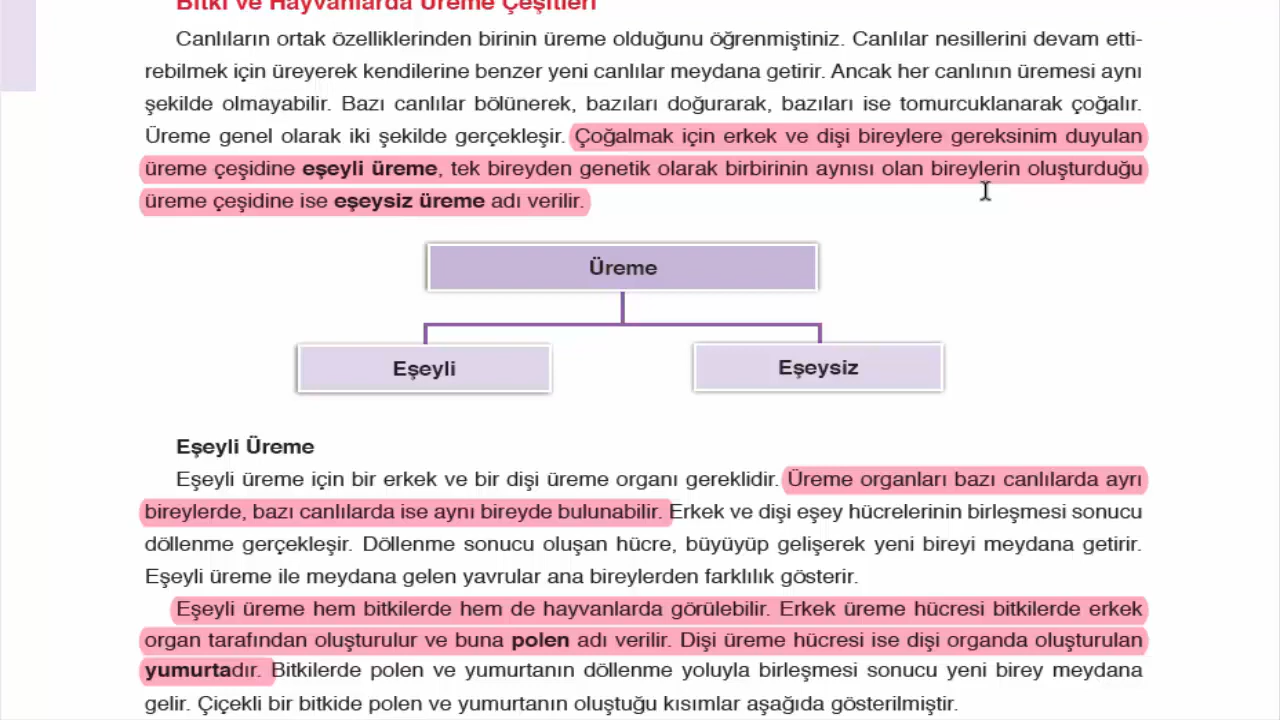 Bitki ve Hayvanlarda Üreme Çeşitleri
Canlıların ortak özelliklerinden birinin üreme olduğunu öğrenmiştiniz. Canlılar nesillerini devam etti-
rebilmek için üreyerek kendilerine benzer yeni canlılar meydana getirir. Ancak her canlının üremesi aynı
şekilde olmayabilir. Bazı canlılar bölünerek, bazıları doğurarak, bazıları ise tomurcuklanarak çoğalır.
Üreme genel olarak iki şekilde gerçekleşir. Çoğalmak için erkek ve dişi bireylere gereksinim duyulan
üreme çeşidine eşeyli üreme, tek bireyden genetik olarak birbirinin aynısı olan bireylerin oluşturduğu
üreme çeşidine ise eşeysiz üreme adı verilir.
Üreme
Eşeyli
Eşeysiz
Eşeyli Üreme
Eşeyli üreme için bir erkek ve bir dişi üreme organı gereklidir. Üreme organları bazı canlılarda ayrı
bireylerde, bazı canlılarda ise aynı bireyde bulunabilir. Erkek ve dişi eşey hücrelerinin birleşmesi sonucu
döllenme gerçekleşir. Döllenme sonucu oluşan hücre, büyüyüp gelişerek yeni bireyi meydana getirir.
Eşeyli üreme ile meydana gelen yavrular ana bireylerden farklılık gösterir.
Eşeyli üreme hem bitkilerde hem de hayvanlarda görülebilir. Erkek üreme hücresi bitkilerde erkek
organ tarafından oluşturulur ve buna polen adı verilir. Dişi üreme hücresi ise dişi organda oluşturulan
yumurtadır. Bitkilerde polen ve yumurtanın döllenme yoluyla birleşmesi sonucu yeni birey meydana
gelir. Çiçekli bir bitkide polen ve yumurtanın oluştuğu kısımlar aşağıda gösterilmiştir.